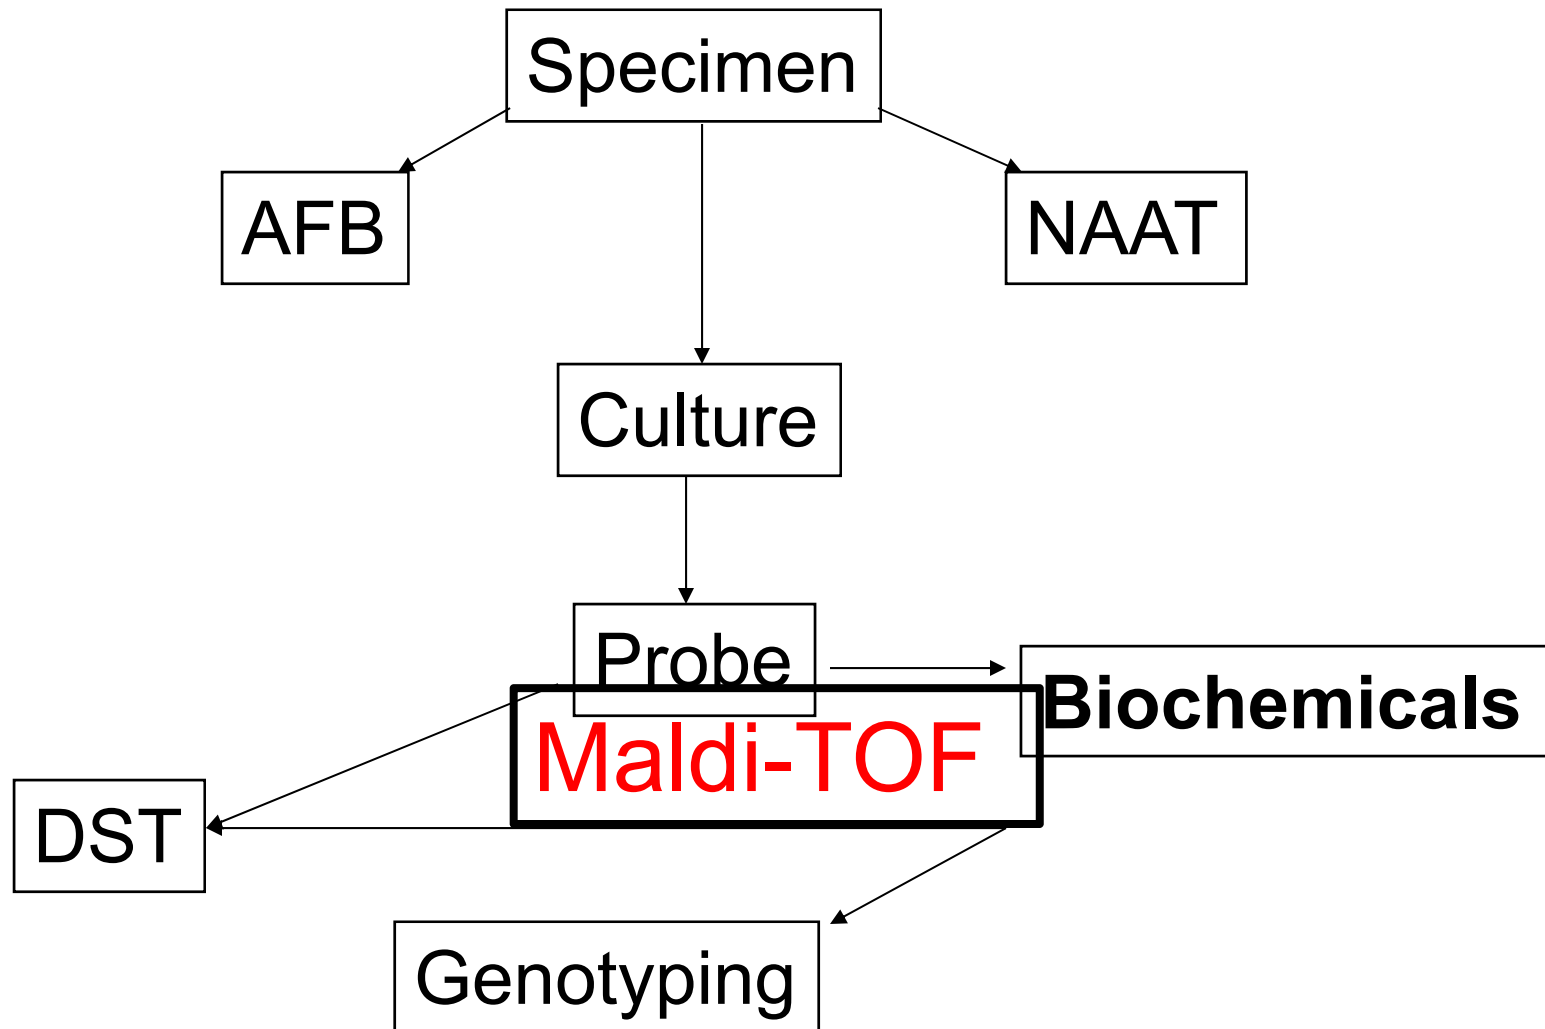 Specimen
AFB
NAAT
Culture
Probe
Biochemicals
Maldi-TOF
DST
Genotyping